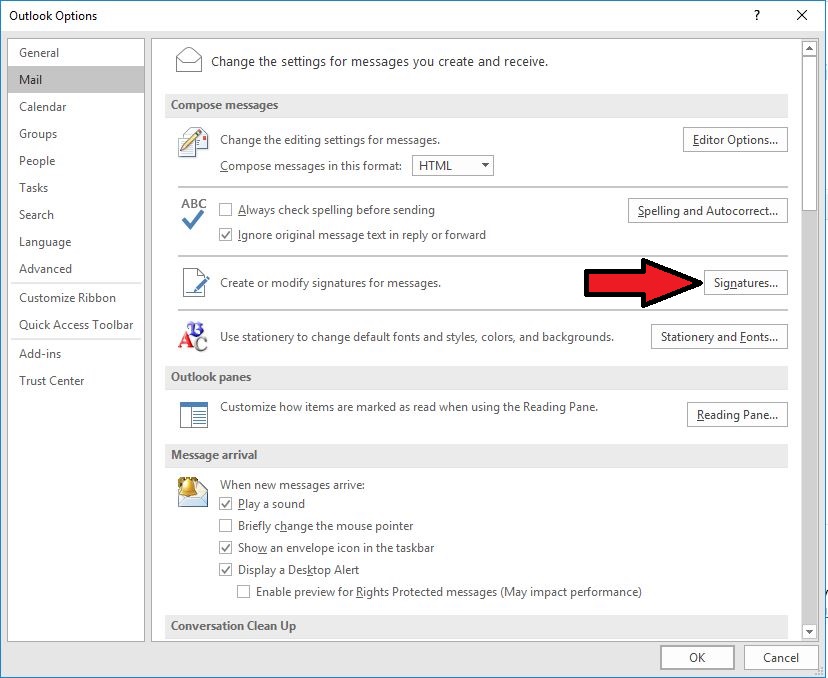 Outlook Options
?
General
Mail
Calendar
Groups
People
Tasks
Search
Language
Advanced
Customize Ribbon
Quick Access Toolbar
Add-ins
Trust Center
Change the settings for messages you create and receive.
Compose messages
Change the editing settings for messages.
Editor Options...
Compose messages in this format:
HTML
ABC
Always check spelling before sending
Spelling and Autocorrect...
Ignore original message text in reply or forward
Create or modify signatures for messages.
Signatures...
ABC
Use stationery to change default fonts and styles, colors, and backgrounds.
Stationery and Fonts...
Outlook panes
Customize how items are marked as read when using the Reading Pane.
Reading Pane...
Message arrival
When new messages arrive:
Play a sound
Briefly change the mouse pointer
Show an envelope icon in the taskbar
Display a Desktop Alert
Enable preview for Rights Protected messages (May impact performance)
Conversation Clean Up
OK
Cancel